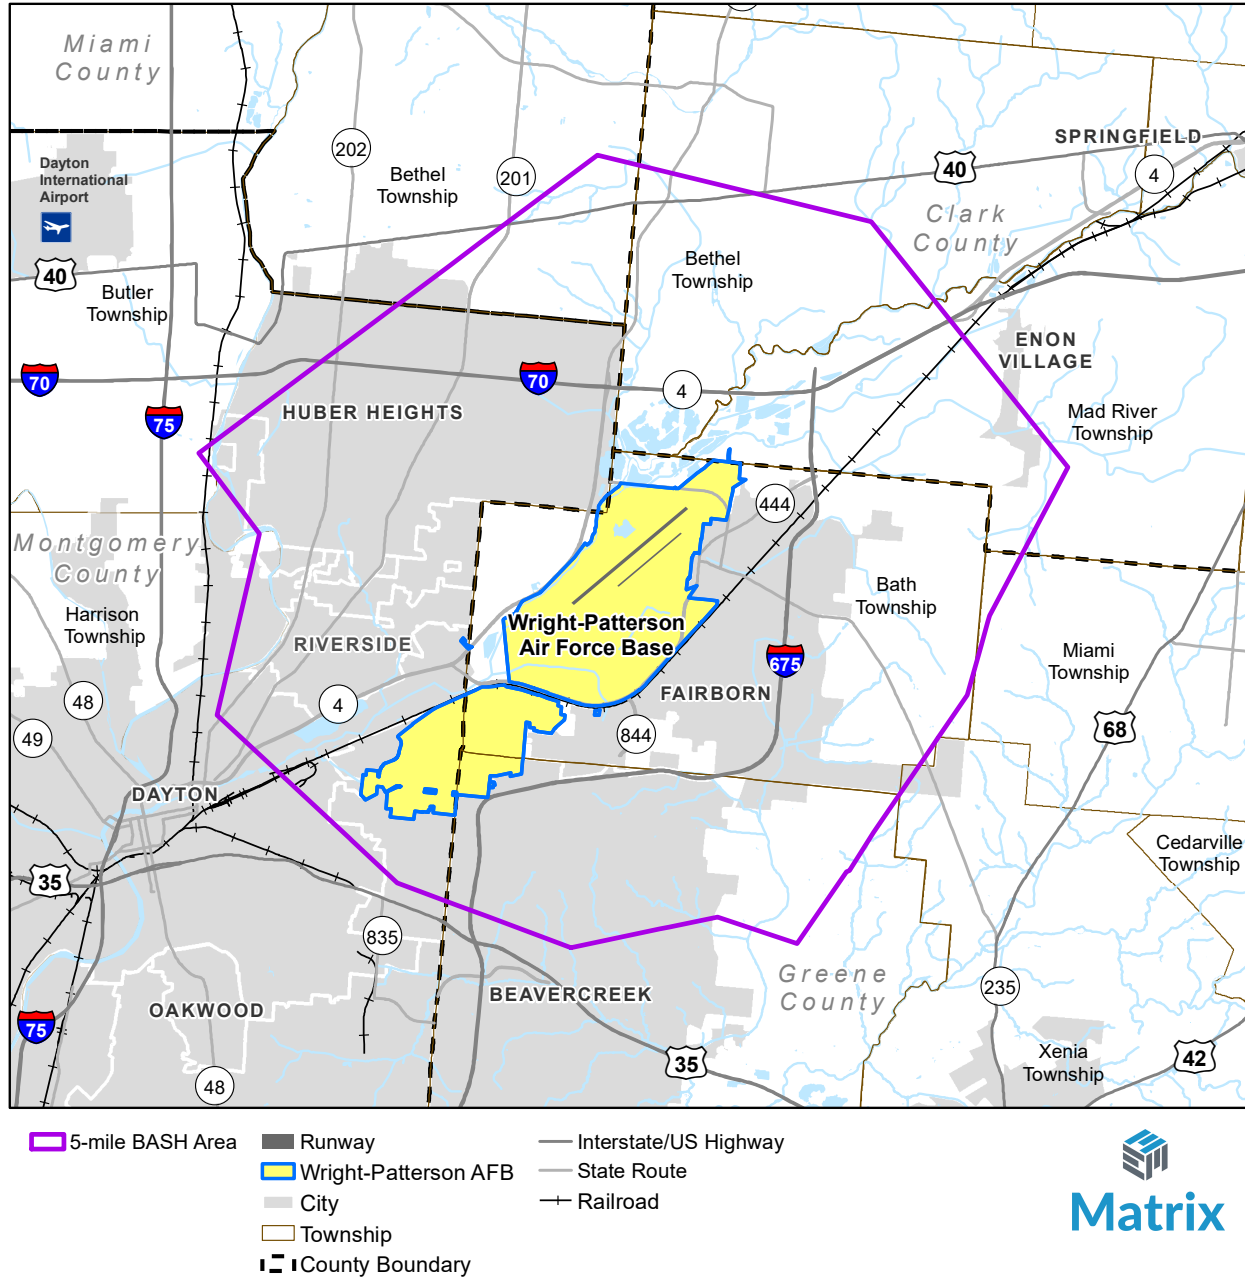 Miami
County
SPRINGFIELD
202
40
4
Dayton
International
Airport
Bethel
Township
201
Clark
County
40
Butler
Township
Bethel
Township
ENON
VILLAGE
70
75
70
4
HUBER HEIGHTS
Mad River
Township
444
Montgomery
County
Bath
Township
Harrison
Township
RIVERSIDE
Wright-Patterson
Air Force Base
675
Miami
Township
48
4
FAIRBORN
49
844
68
DAYTON
Cedarville
Township
35
835
Greene
County
235
BEAVERCREEK
OAKWOOD
75
48
35
Xenia
Township
42
5-mile BASH Area
Runway
Wright-Patterson AFB
City
Township
County Boundary
Interstate/US Highway
State Route
Railroad
Matrix